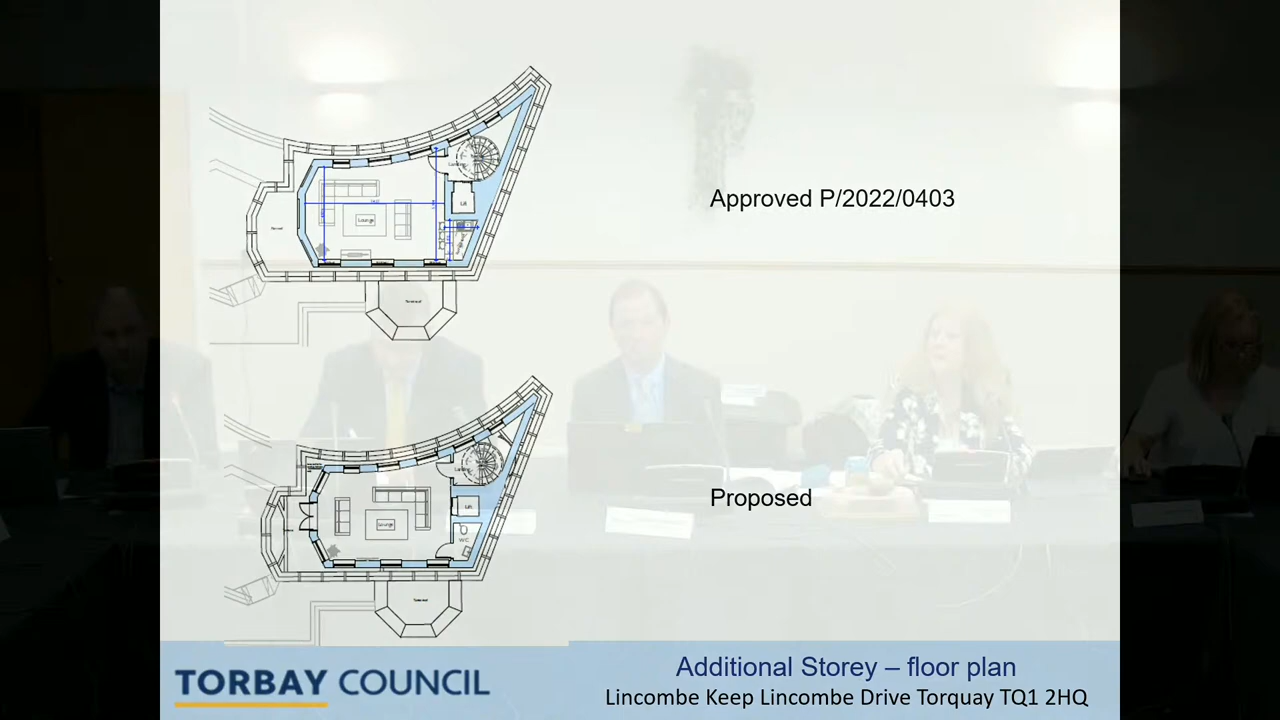 Approved P/2022/0403
Landing
Lift
Lounge
Proposed
Lift
Lounge
WC
TORBAY COUNCIL
Additional Storey – floor plan
Lincombe Keep Lincombe Drive Torquay TQ1 2HQ